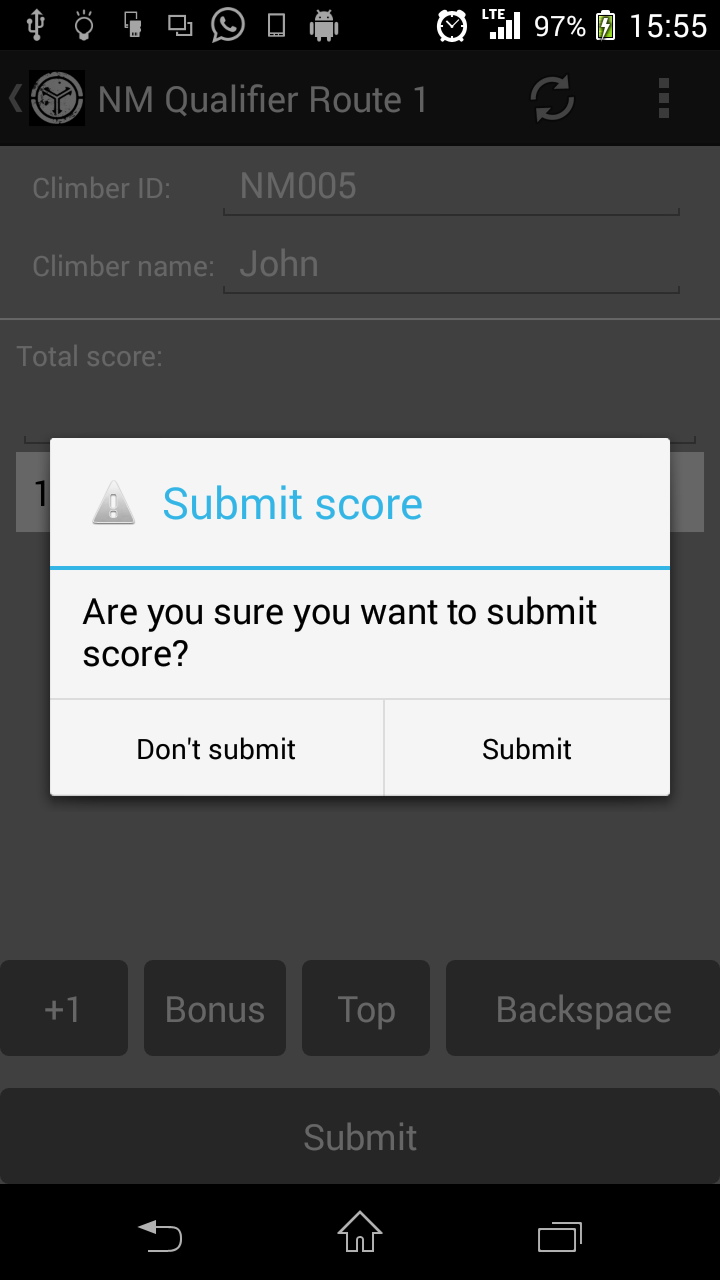 LTE 97% 15:55
NM Qualifier Route 1
Climber ID: NM005
Climber name: John
Total score:
1
Submit score
Are you sure you want to submit
score?
Don't submit Submit
+1 Bonus Top Backspace
Submit